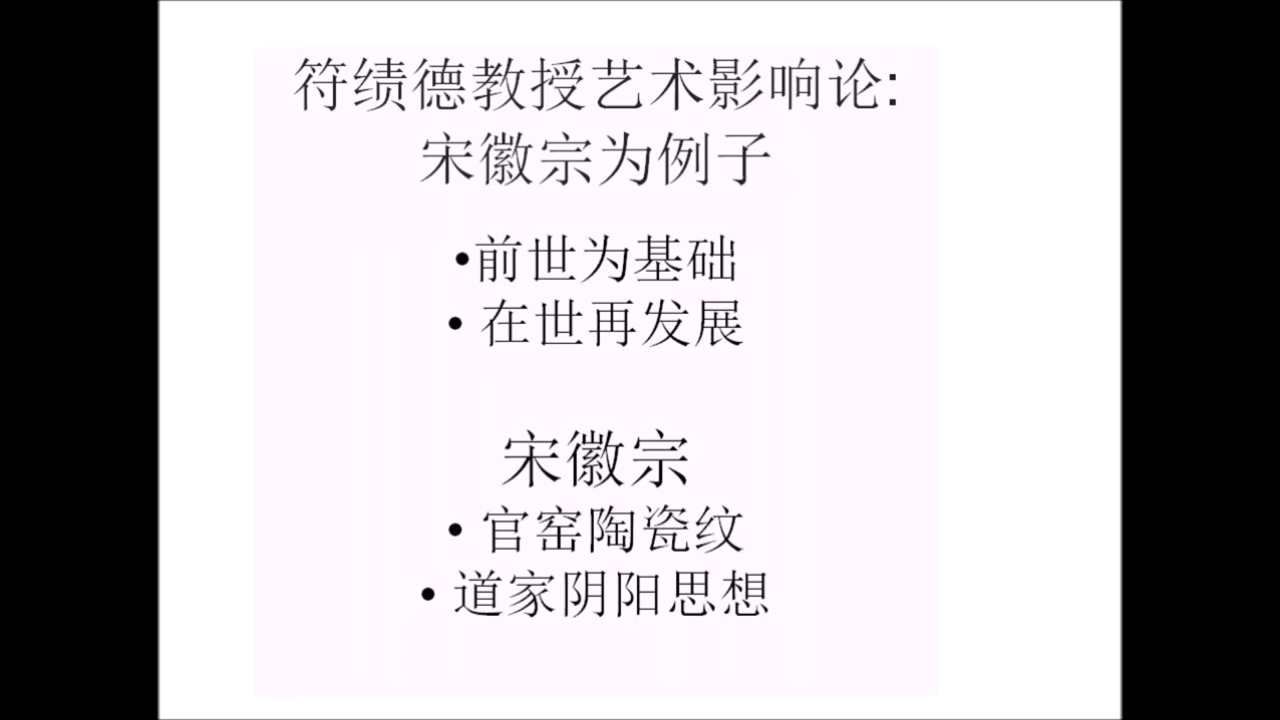 符绩德教授艺术影响论:
宋徽宗为例子
•前世为基础
• 在世再发展
宋徽宗
• 官窑陶瓷纹
• 道家阴阳思想